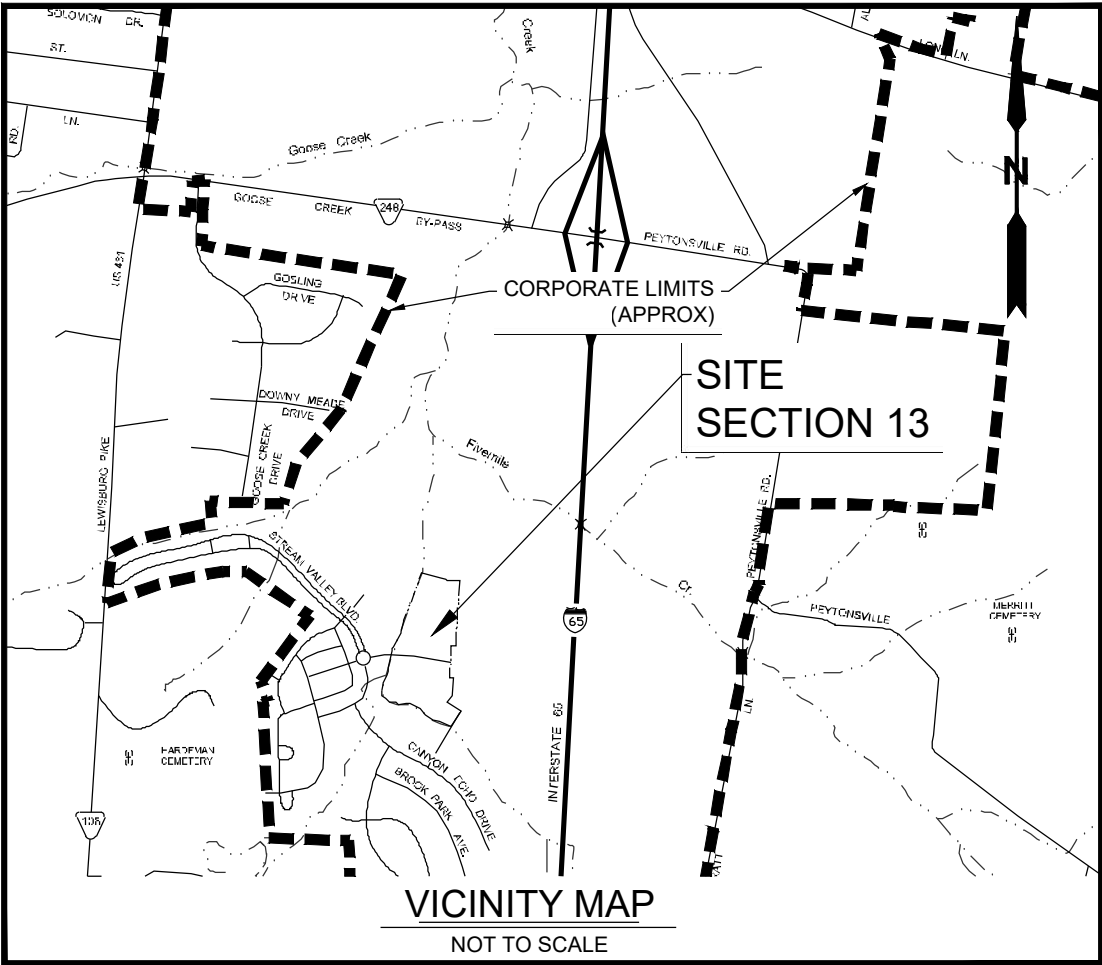 SOLOMON DR.
ST.
LN.
RD.
Creek
Goose Creek
LONG LN.
N
GOOSE CREEK BY-PASS
248
PEYTONSVILLE RD.
US 431
GOSLING
DRIVE
CORPORATE LIMITS
(APPROX)
SITE
SECTION 13
DOWNY MEADE
DRIVE
GOOSE CREEK
DRIVE
LEWISBURG PIKE
Fivemile
Cr.
PEYTONSVILLE RD.
STREAM VALLEY BLVD.
65
PEYTONSVILLE
MERRITT
CEMETERY
LN.
HARDEMAN
CEMETERY
INTERSTATE 65
CANYON ECHO DRIVE
BROOK PARK
AVE.
106
VICINITY MAP
NOT TO SCALE